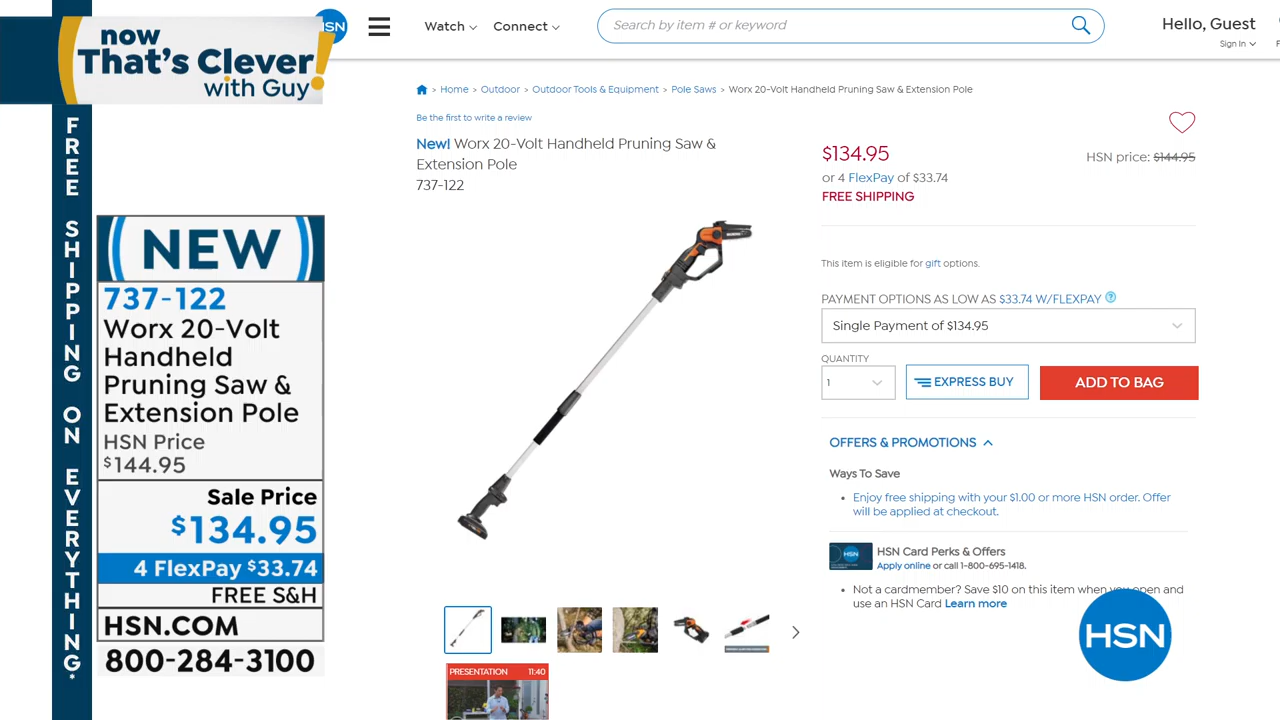 now
That's Clever!
with Guy
FREE SHIPPING ON EVERYTHING*
NEW
737-122
Worx 20-Volt
Handheld
Pruning Saw &
Extension Pole
HSN Price
$144.95
Sale Price
$134.95
4 FlexPay $33.74
FREE S&H
HSN.COM
800-284-3100
Watch
Connect
Search by item # or keyword
Hello, Guest
Sign In
> Home > Outdoor > Outdoor Tools & Equipment > Pole Saws > Worx 20-Volt Handheld Pruning Saw & Extension Pole
Be the first to write a review
New! Worx 20-Volt Handheld Pruning Saw &
Extension Pole
737-122
$134.95
HSN price: $144.95
or 4 FlexPay of $33.74
FREE SHIPPING
This item is eligible for gift options.
PAYMENT OPTIONS AS LOW AS $33.74 W/FLEXPAY ?
Single Payment of $134.95
QUANTITY
1
EXPRESS BUY
ADD TO BAG
OFFERS & PROMOTIONS
Ways To Save
• Enjoy free shipping with your $1.00 or more HSN order. Offer
will be applied at checkout.
HSN
HSN Card Perks & Offers
Apply online or call 1-800-695-1418.
• Not a cardmember? Save $10 on this item when you open and
use an HSN Card Learn more
HSN
PRESENTATION 11:40